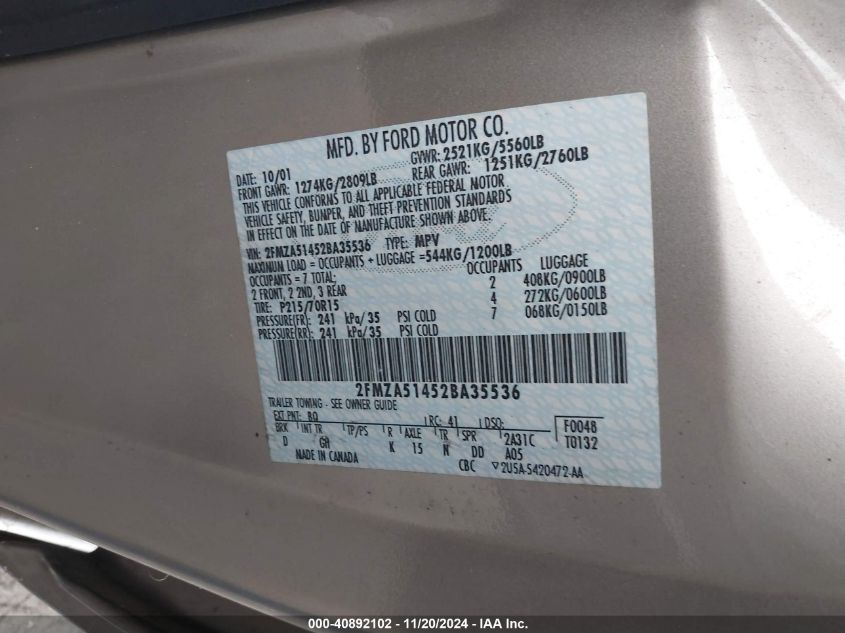 MFD. BY FORD MOTOR CO.
DATE: 10/01 GVWR: 2521KG/5560LB
FRONT GAWR: 1274KG/2809LB REAR GAWR: 1251KG/2760LB
THIS VEHICLE CONFORMS TO ALL APPLICABLE FEDERAL MOTOR
VEHICLE SAFETY, BUMPER, AND THEFT PREVENTION STANDARDS
IN EFFECT ON THE DATE OF MANUFACTURE SHOWN ABOVE.
VIN: 2FMZA51452BA35536 TYPE: MPV
MAXIMUM LOAD = OCCUPANTS + LUGGAGE =544KG/1200LB
OCCUPANTS = 7 TOTAL; OCCUPANTS LUGGAGE
2 FRONT, 2 2ND, 3 REAR 2 408KG/0900LB
TIRE: P215/70R15 4 272KG/0600LB
PRESSURE(FR): 241 kPa/35 PSI COLD 7 068KG/0150LB
PRESSURE(RR): 241 kPa/35 PSI COLD
2FMZA51452BA35536
TRAILER TOWING - SEE OWNER GUIDE
EXT PNT: BQ RC: 41 DSO: F0048
BRK INT TR TP/PS R AXLE TR SPR 2A31C T0132
D GH K 15 N DD A05
MADE IN CANADA CBC ▽2U5A-5420472-AA
000-40892102 - 11/20/2024 - IAA Inc.